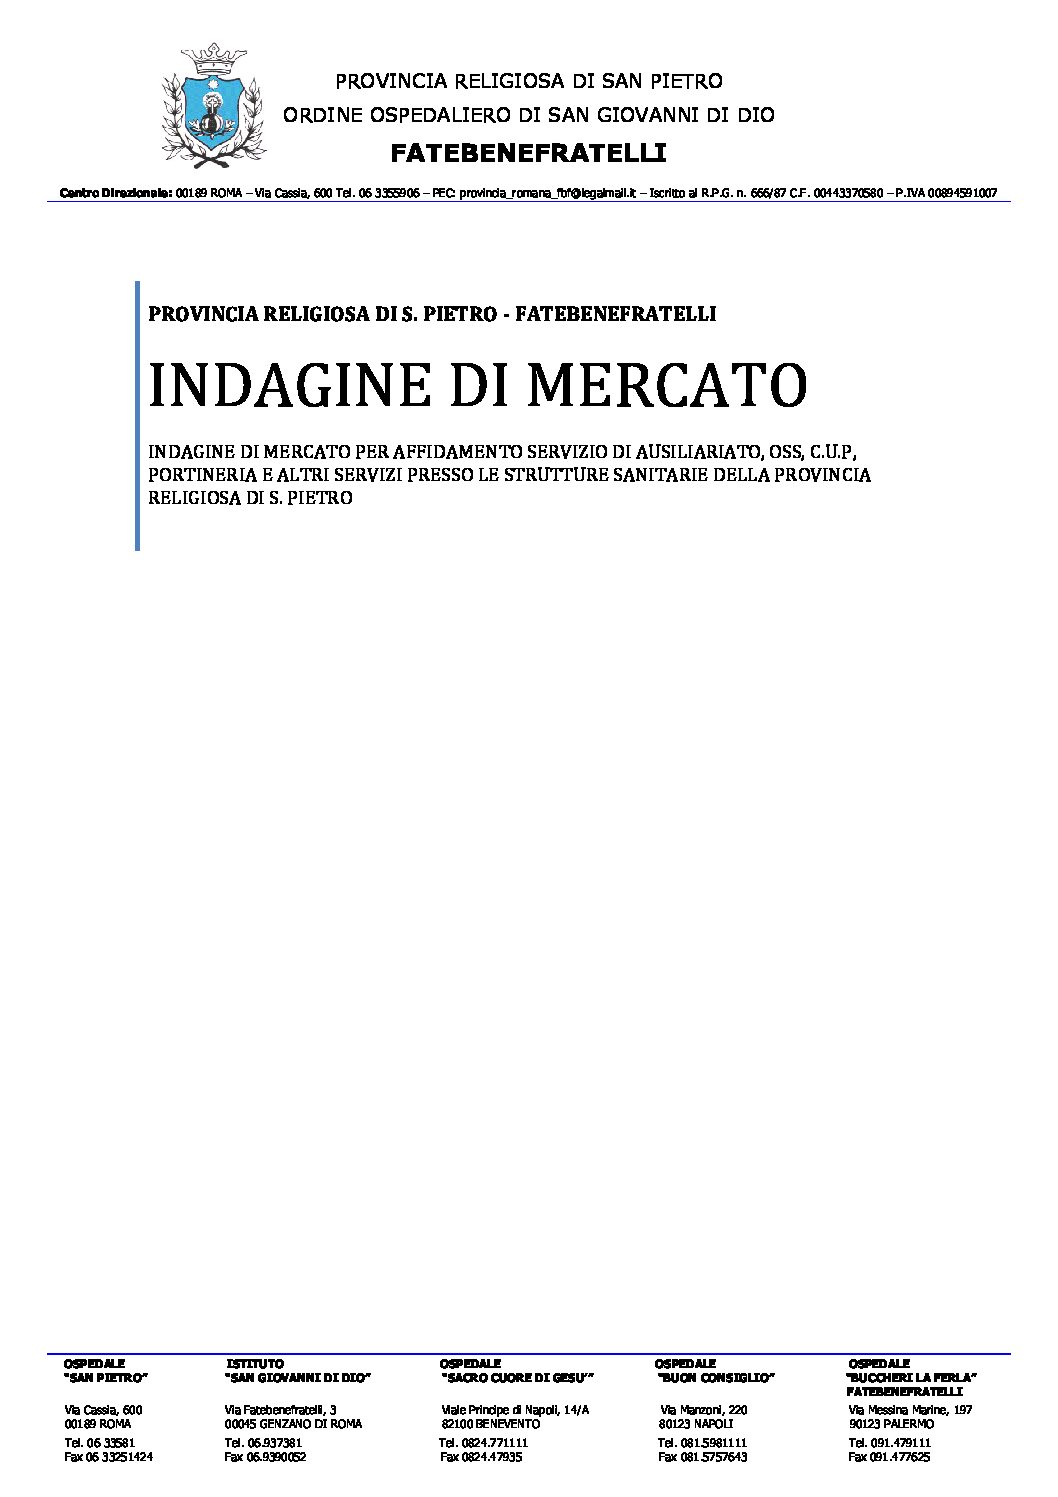 PROVINCIA RELIGIOSA DI SAN PIETRO
ORDINE OSPEDALIERO DI SAN GIOVANNI DI DIO
FATEBENEFRATELLI
Centro Direzionale: 00189 ROMA – Via Cassia, 600 Tel. 06 3355906 – PEC: provincia_romana_fbf@legalmail.it – Iscritto al R.P.G. n. 666/87 C.F. 00443370580 – P.IVA 00894591007
PROVINCIA RELIGIOSA DI S. PIETRO - FATEBENEFRATELLI
INDAGINE DI MERCATO
INDAGINE DI MERCATO PER AFFIDAMENTO SERVIZIO DI AUSILIARIATO, OSS, C.U.P,
PORTINERIA E ALTRI SERVIZI PRESSO LE STRUTTURE SANITARIE DELLA PROVINCIA
RELIGIOSA DI S. PIETRO
OSPEDALE
"SAN PIETRO"
Via Cassia, 600
00189 ROMA
Tel. 06 33581
Fax 06 33251424
ISTITUTO
"SAN GIOVANNI DI DIO"
Via Fatebenefratelli, 3
00045 GENZANO DI ROMA
Tel. 06.937381
Fax 06.9390052
OSPEDALE
"SACRO CUORE DI GESU'"
Viale Principe di Napoli, 14/A
82100 BENEVENTO
Tel. 0824.771111
Fax 0824.47935
OSPEDALE
"BUON CONSIGLIO"
Via Manzoni, 220
80123 NAPOLI
Tel. 081.5981111
Fax 081.5757643
OSPEDALE
"BUCCHERI LA FERLA"
FATEBENEFRATELLI
Via Messina Marine, 197
90123 PALERMO
Tel. 091.479111
Fax 091.477625